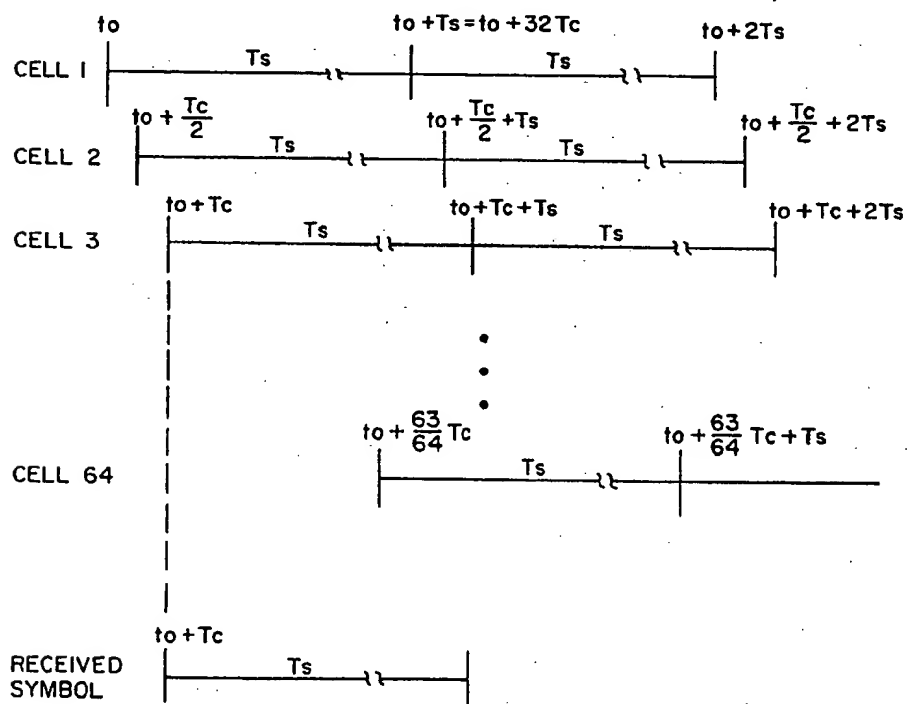 to
to + Ts = to + 32 Tc
to + 2Ts
CELL 1
Ts
Ts
to + Tc/2
to + Tc/2 + Ts
to + Tc/2 + 2Ts
CELL 2
Ts
Ts
to + Tc
to + Tc + Ts
to + Tc + 2Ts
CELL 3
Ts
Ts
to + 63/64 Tc
to + 63/64 Tc + Ts
CELL 64
Ts
to + Tc
RECEIVED
SYMBOL
Ts